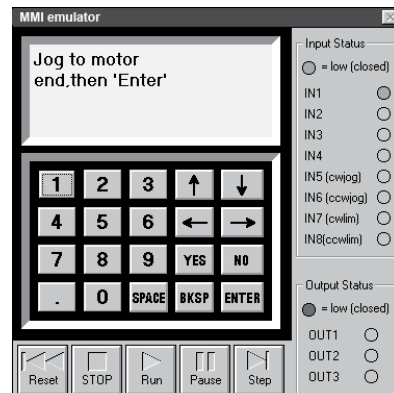 MMI emulator
Jog to motor
end,then 'Enter'
1 2 3
4 5 6
7 8 9 YES NO
. 0 SPACE BKSP ENTER
Reset STOP Run Pause Step
Input Status
= low (closed)
IN1
IN2
IN3
IN4
IN5 (cwjog)
IN6 (ccwjog)
IN7 (cwlim)
IN8(ccwlim)
Output Status
= low (closed)
OUT1
OUT2
OUT3